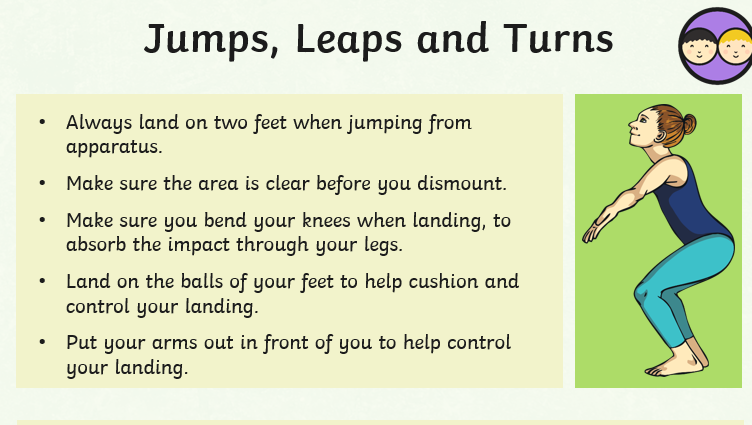 Jumps, Leaps and Turns
• Always land on two feet when jumping from
apparatus.
• Make sure the area is clear before you dismount.
• Make sure you bend your knees when landing, to
absorb the impact through your legs.
• Land on the balls of your feet to help cushion and
control your landing.
• Put your arms out in front of you to help control
your landing.